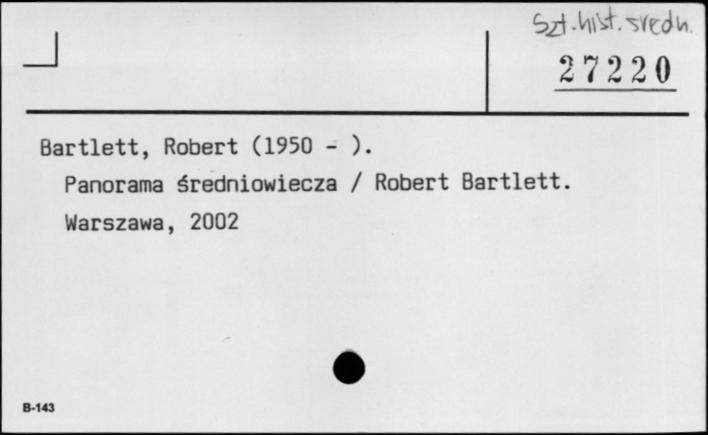 Szt. hist. średn.
27220
Bartlett, Robert (1950 - ).
Panorama średniowiecza / Robert Bartlett.
Warszawa, 2002
B-143